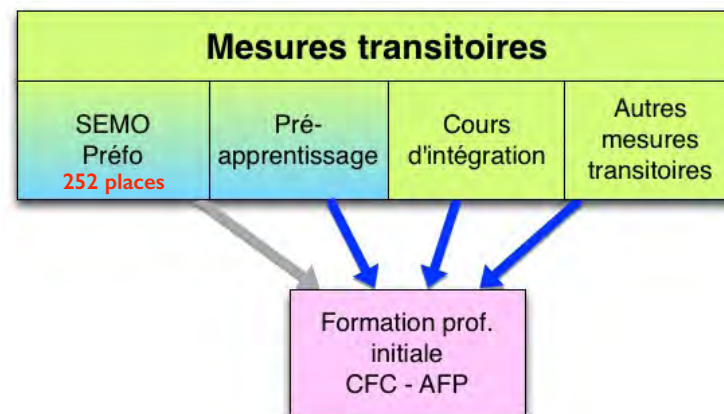 Mesures transitoires
SEMO
Préfo
252 places
Pré-
apprentissage
Cours
d'intégration
Autres
mesures
transitoires
Formation prof.
initiale
CFC - AFP